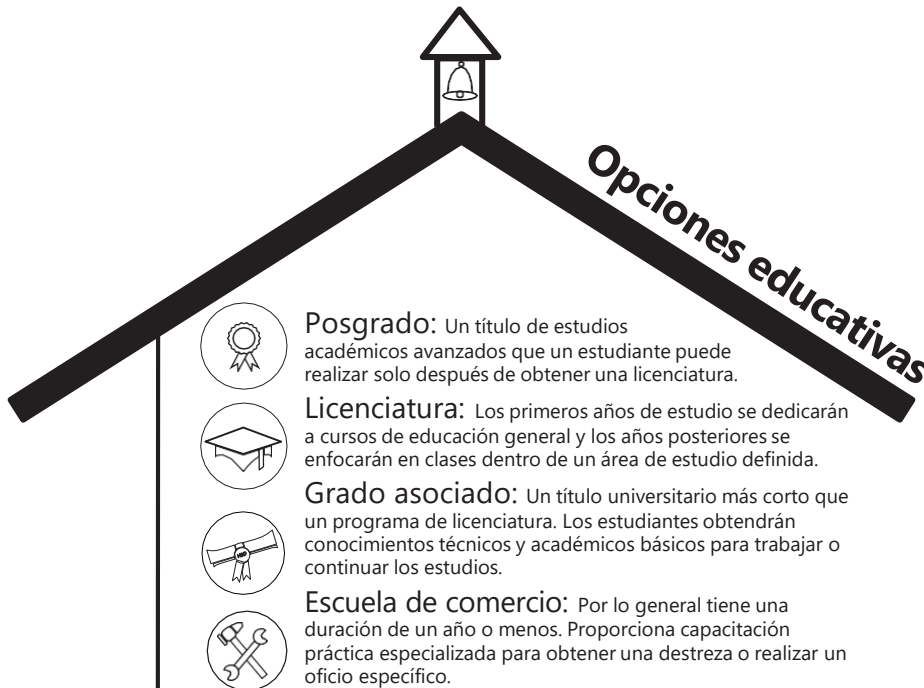 Opciones educativas
Posgrado: Un título de estudios
académicos avanzados que un estudiante puede
realizar solo después de obtener una licenciatura.
Licenciatura: Los primeros años de estudio se dedicarán
a cursos de educación general y los años posteriores se
enfocarán en clases dentro de un área de estudio definida.
Grado asociado: Un título universitario más corto que
un programa de licenciatura. Los estudiantes obtendrán
conocimientos técnicos y académicos básicos para trabajar o
continuar los estudios.
Escuela de comercio: Por lo general tiene una
duración de un año o menos. Proporciona capacitación
práctica especializada para obtener una destreza o realizar un
oficio específico.